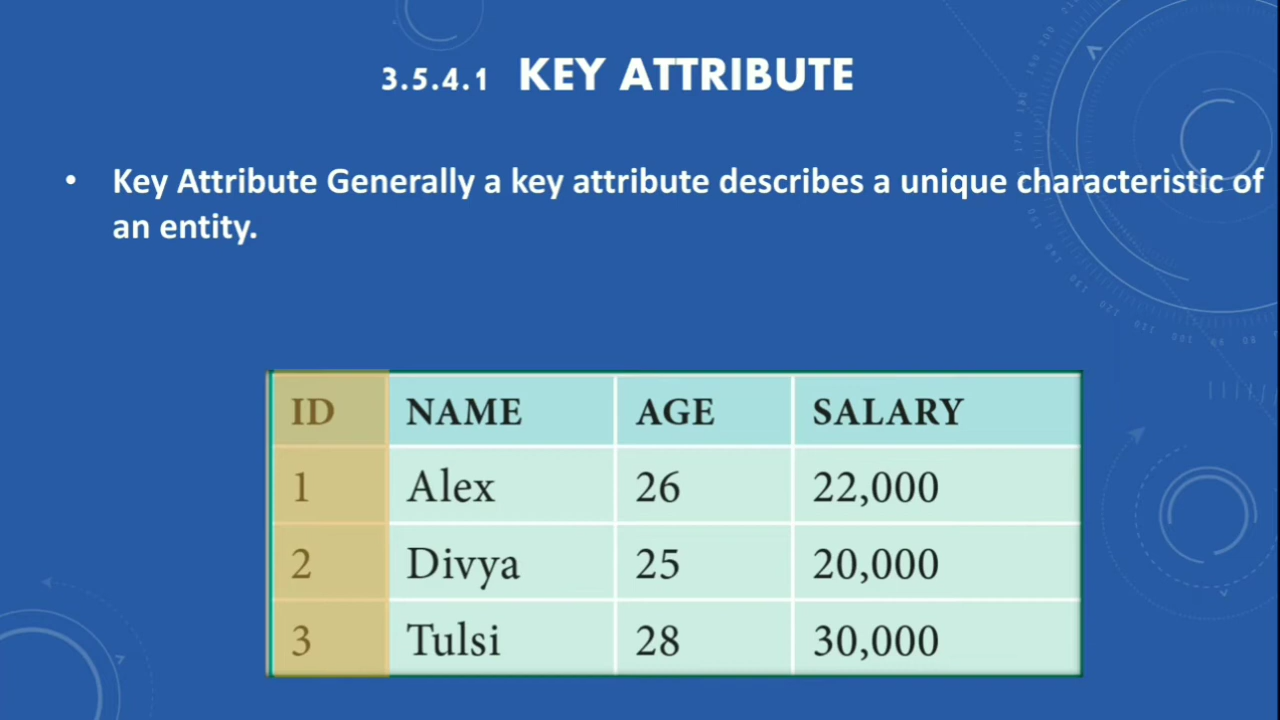 3.5.4.1 KEY ATTRIBUTE
• Key Attribute Generally a key attribute describes a unique characteristic of
an entity.
ID NAME AGE SALARY
1 Alex 26 22,000
2 Divya 25 20,000
3 Tulsi 28 30,000